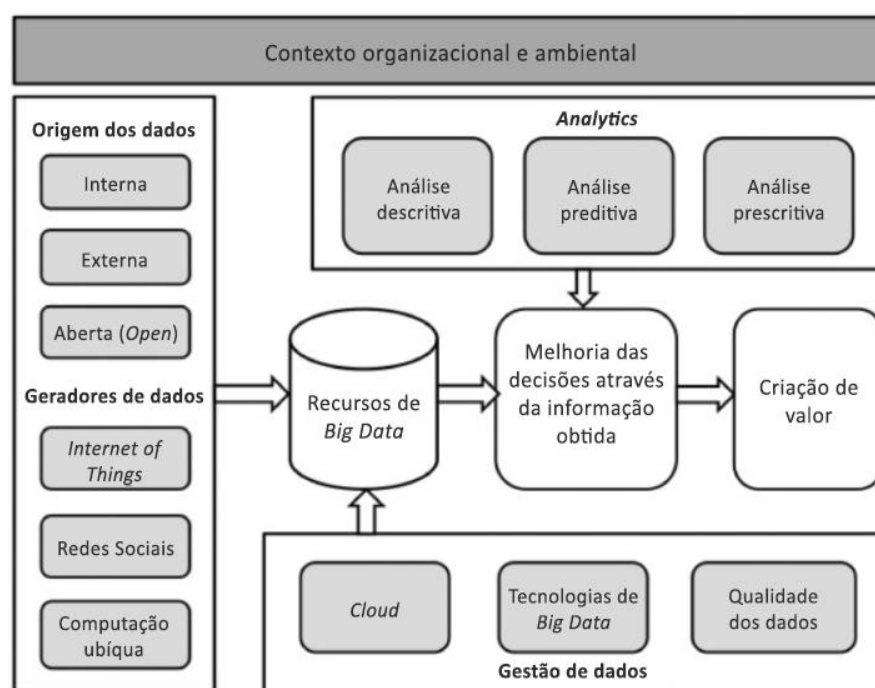 Contexto organizacional e ambiental
Origem dos dados
Interna
Externa
Aberta (Open)
Geradores de dados
Internet of
Things
Redes Sociais
Computação
ubíqua
Analytics
Análise
descritiva
Análise
preditiva
Análise
prescritiva
Recursos de
Big Data
Melhoria das
decisões através
da informação
obtida
Criação de
valor
Cloud
Tecnologias de
Big Data
Qualidade
dos dados
Gestão de dados